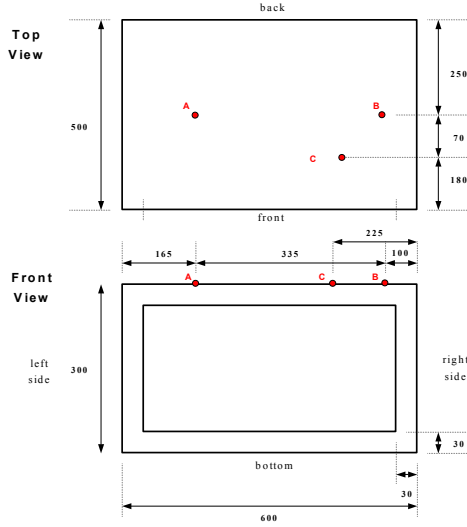 back
Top
View
A
B
C
250
500
70
180
front
225
165
335
100
Front
View
A
C
B
left
side
300
right
side
30
bottom
30
600